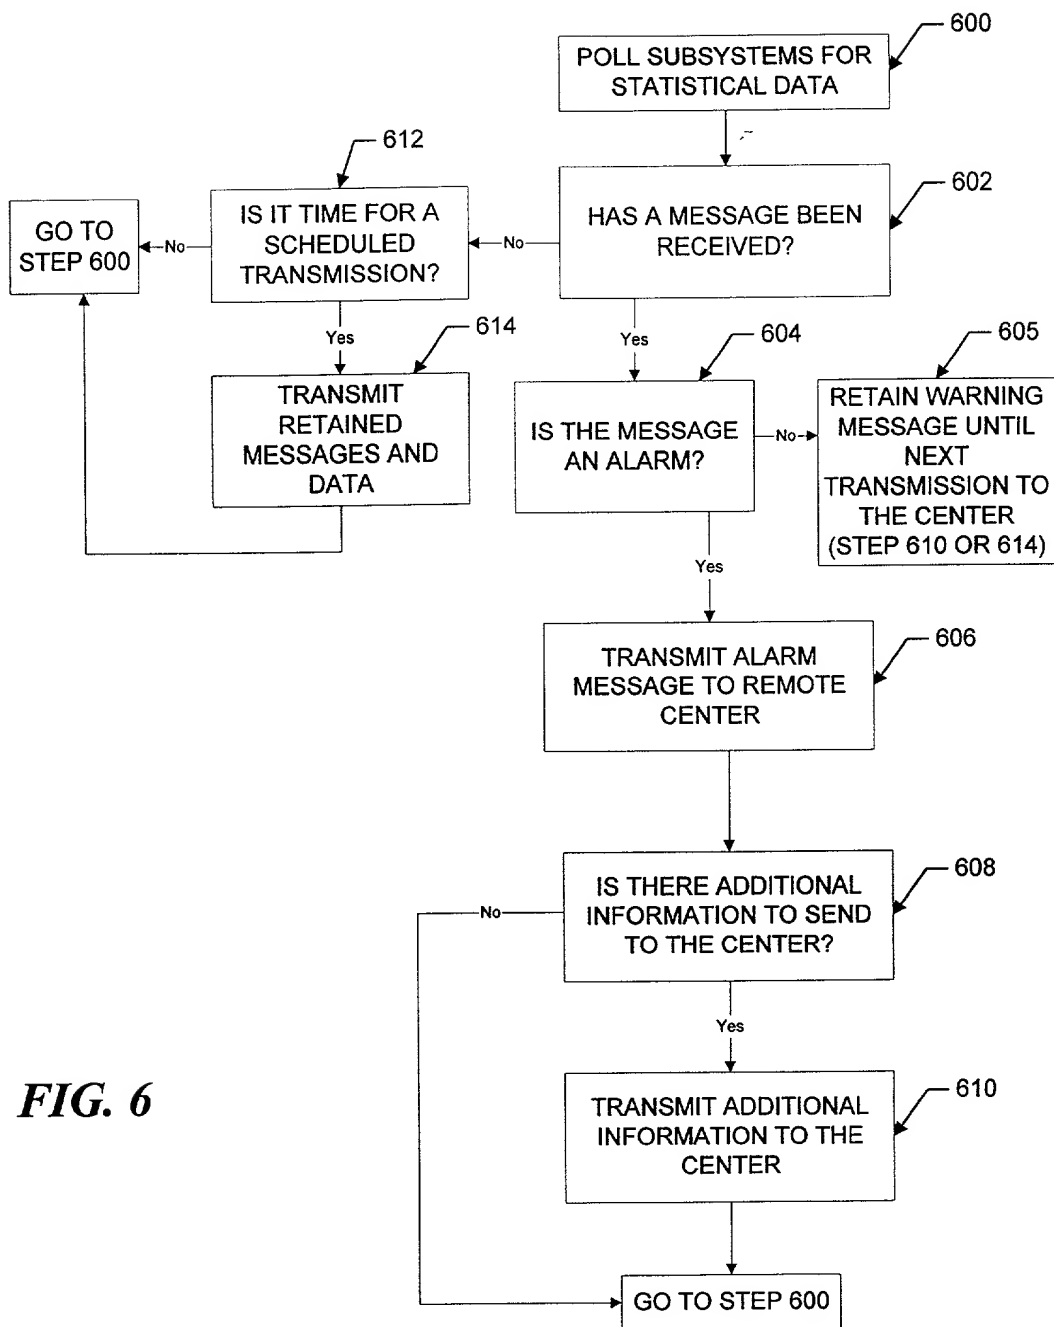 600
POLL SUBSYSTEMS FOR
STATISTICAL DATA
612
602
GO TO
STEP 600
No
IS IT TIME FOR A
SCHEDULED
TRANSMISSION?
No
HAS A MESSAGE BEEN
RECEIVED?
Yes
614
Yes
604
605
TRANSMIT
RETAINED
MESSAGES AND
DATA
IS THE MESSAGE
AN ALARM?
No
RETAIN WARNING
MESSAGE UNTIL
NEXT
TRANSMISSION TO
THE CENTER
(STEP 610 OR 614)
Yes
606
TRANSMIT ALARM
MESSAGE TO REMOTE
CENTER
608
IS THERE ADDITIONAL
INFORMATION TO SEND
TO THE CENTER?
No
Yes
610
TRANSMIT ADDITIONAL
INFORMATION TO THE
CENTER
FIG. 6
GO TO STEP 600